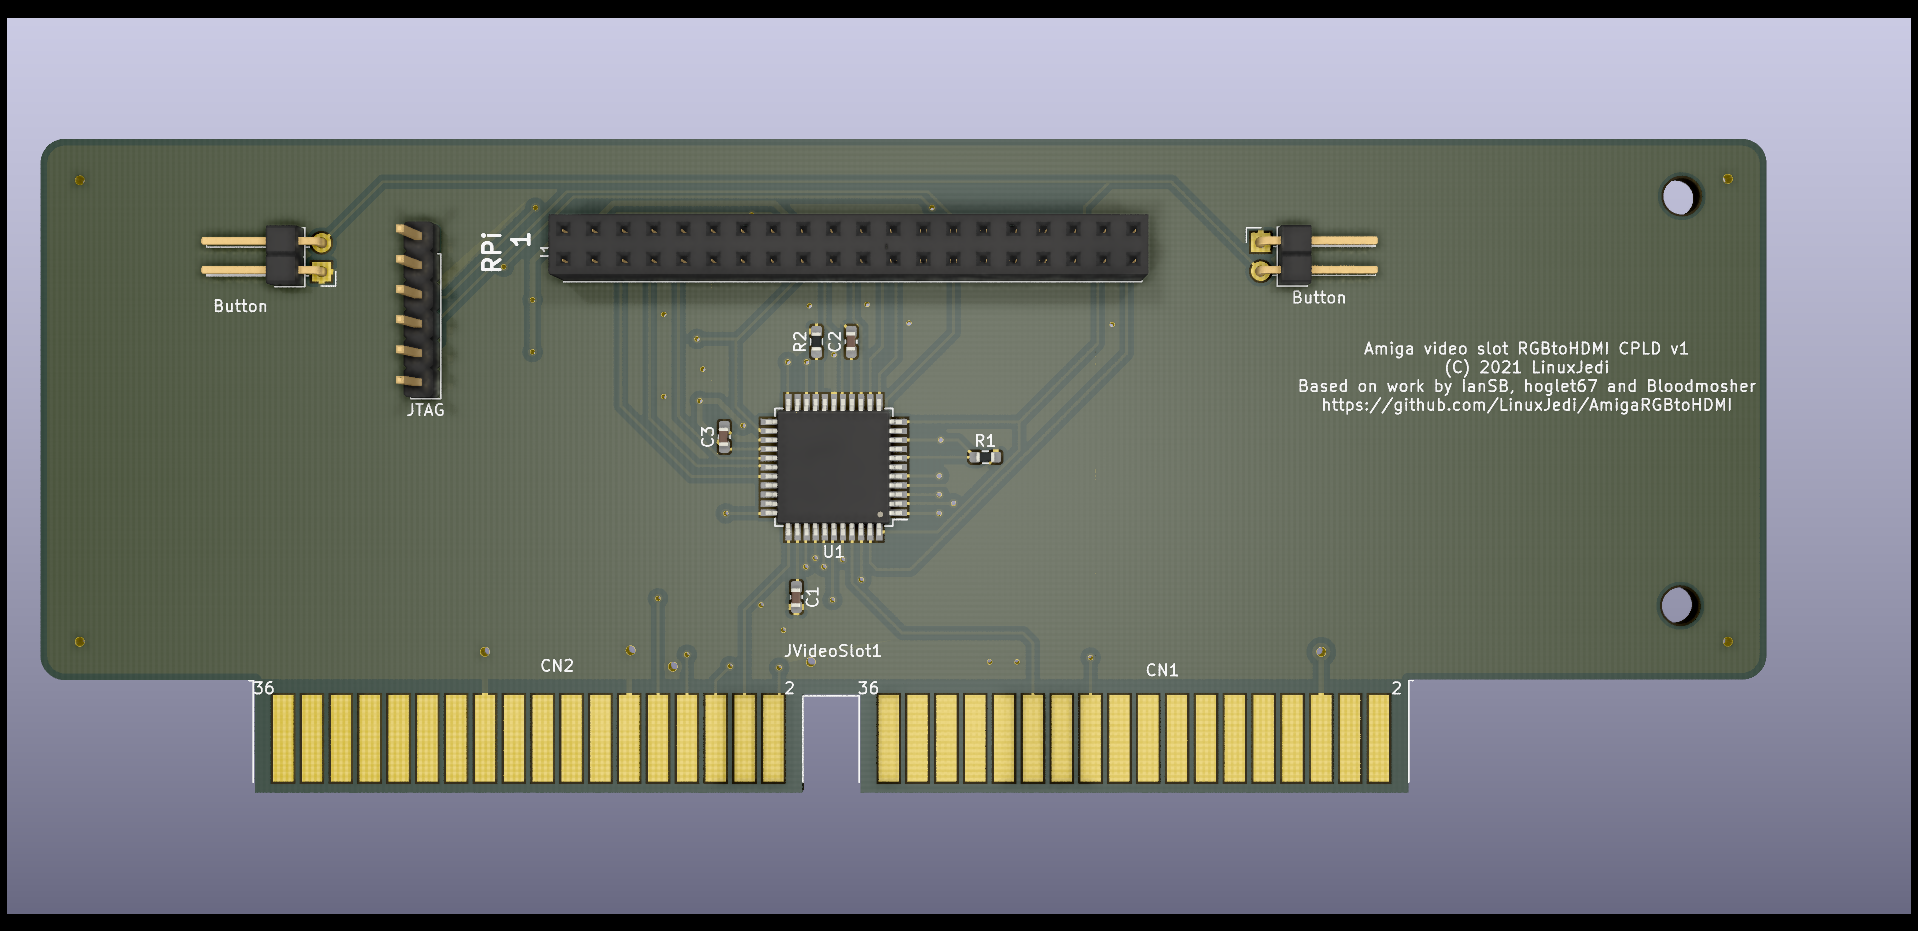 RPi
1
J1
Button
JTAG
Button
R2
C2
Amiga video slot RGBtoHDMI CPLD v1
(C) 2021 LinuxJedi
Based on work by IanSB, hoglet67 and Bloodmosher
https://github.com/LinuxJedi/AmigaRGBtoHDMI
C3
R1
U1
C1
JVideoSlot1
CN2
CN1
36
2
36
2